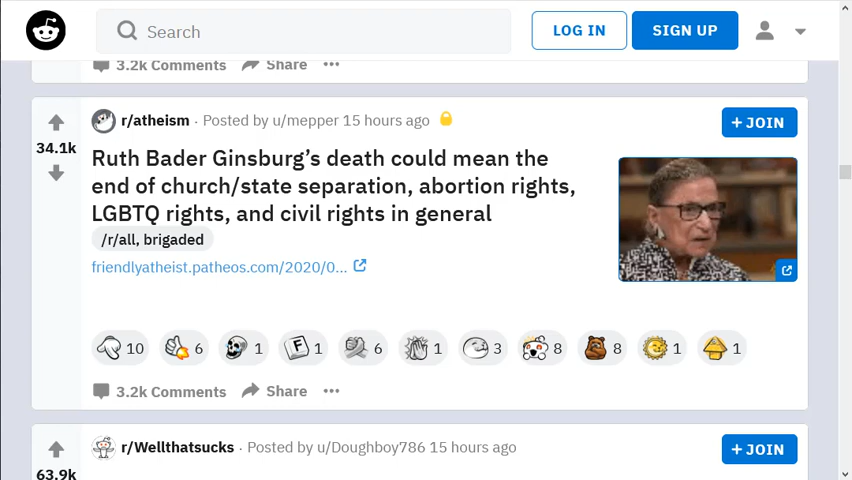 Search
LOG IN
SIGN UP
3.2k Comments
Share
r/atheism · Posted by u/mepper 15 hours ago
+ JOIN
34.1k
Ruth Bader Ginsburg’s death could mean the
end of church/state separation, abortion rights,
LGBTQ rights, and civil rights in general
/r/all, brigaded
friendlyatheist.patheos.com/2020/0...
10
6
1
F
1
6
1
3
8
8
1
1
3.2k Comments
Share
r/Wellthatsucks · Posted by u/Doughboy786 15 hours ago
+ JOIN
63.9k